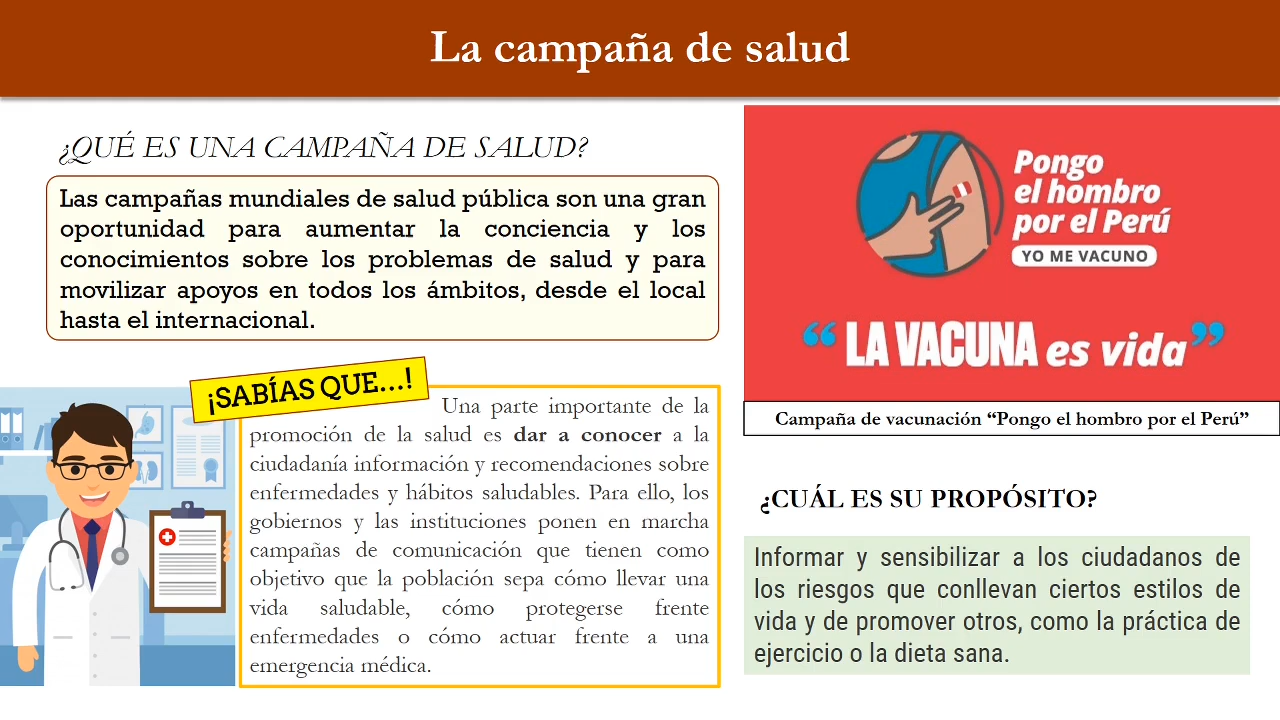 La campaña de salud
¿QUÉ ES UNA CAMPAÑA DE SALUD?
Las campañas mundiales de salud pública son una gran
oportunidad para aumentar la conciencia y los
conocimientos sobre los problemas de salud y para
movilizar apoyos en todos los ámbitos, desde el local
hasta el internacional.
¡SABÍAS QUE...!
Una parte importante de la
promoción de la salud es dar a conocer a la
ciudadanía información y recomendaciones sobre
enfermedades y hábitos saludables. Para ello, los
gobiernos y las instituciones ponen en marcha
campañas de comunicación que tienen como
objetivo que la población sepa cómo llevar una
vida saludable, cómo protegerse frente
enfermedades o cómo actuar frente a una
emergencia médica.
Pongo
el hombro
por el Perú
YO ME VACUNO
“LA VACUNA es vida”
Campaña de vacunación “Pongo el hombro por el Perú”
¿CUÁL ES SU PROPÓSITO?
Informar y sensibilizar a los ciudadanos de
los riesgos que conllevan ciertos estilos de
vida y de promover otros, como la práctica de
ejercicio o la dieta sana.